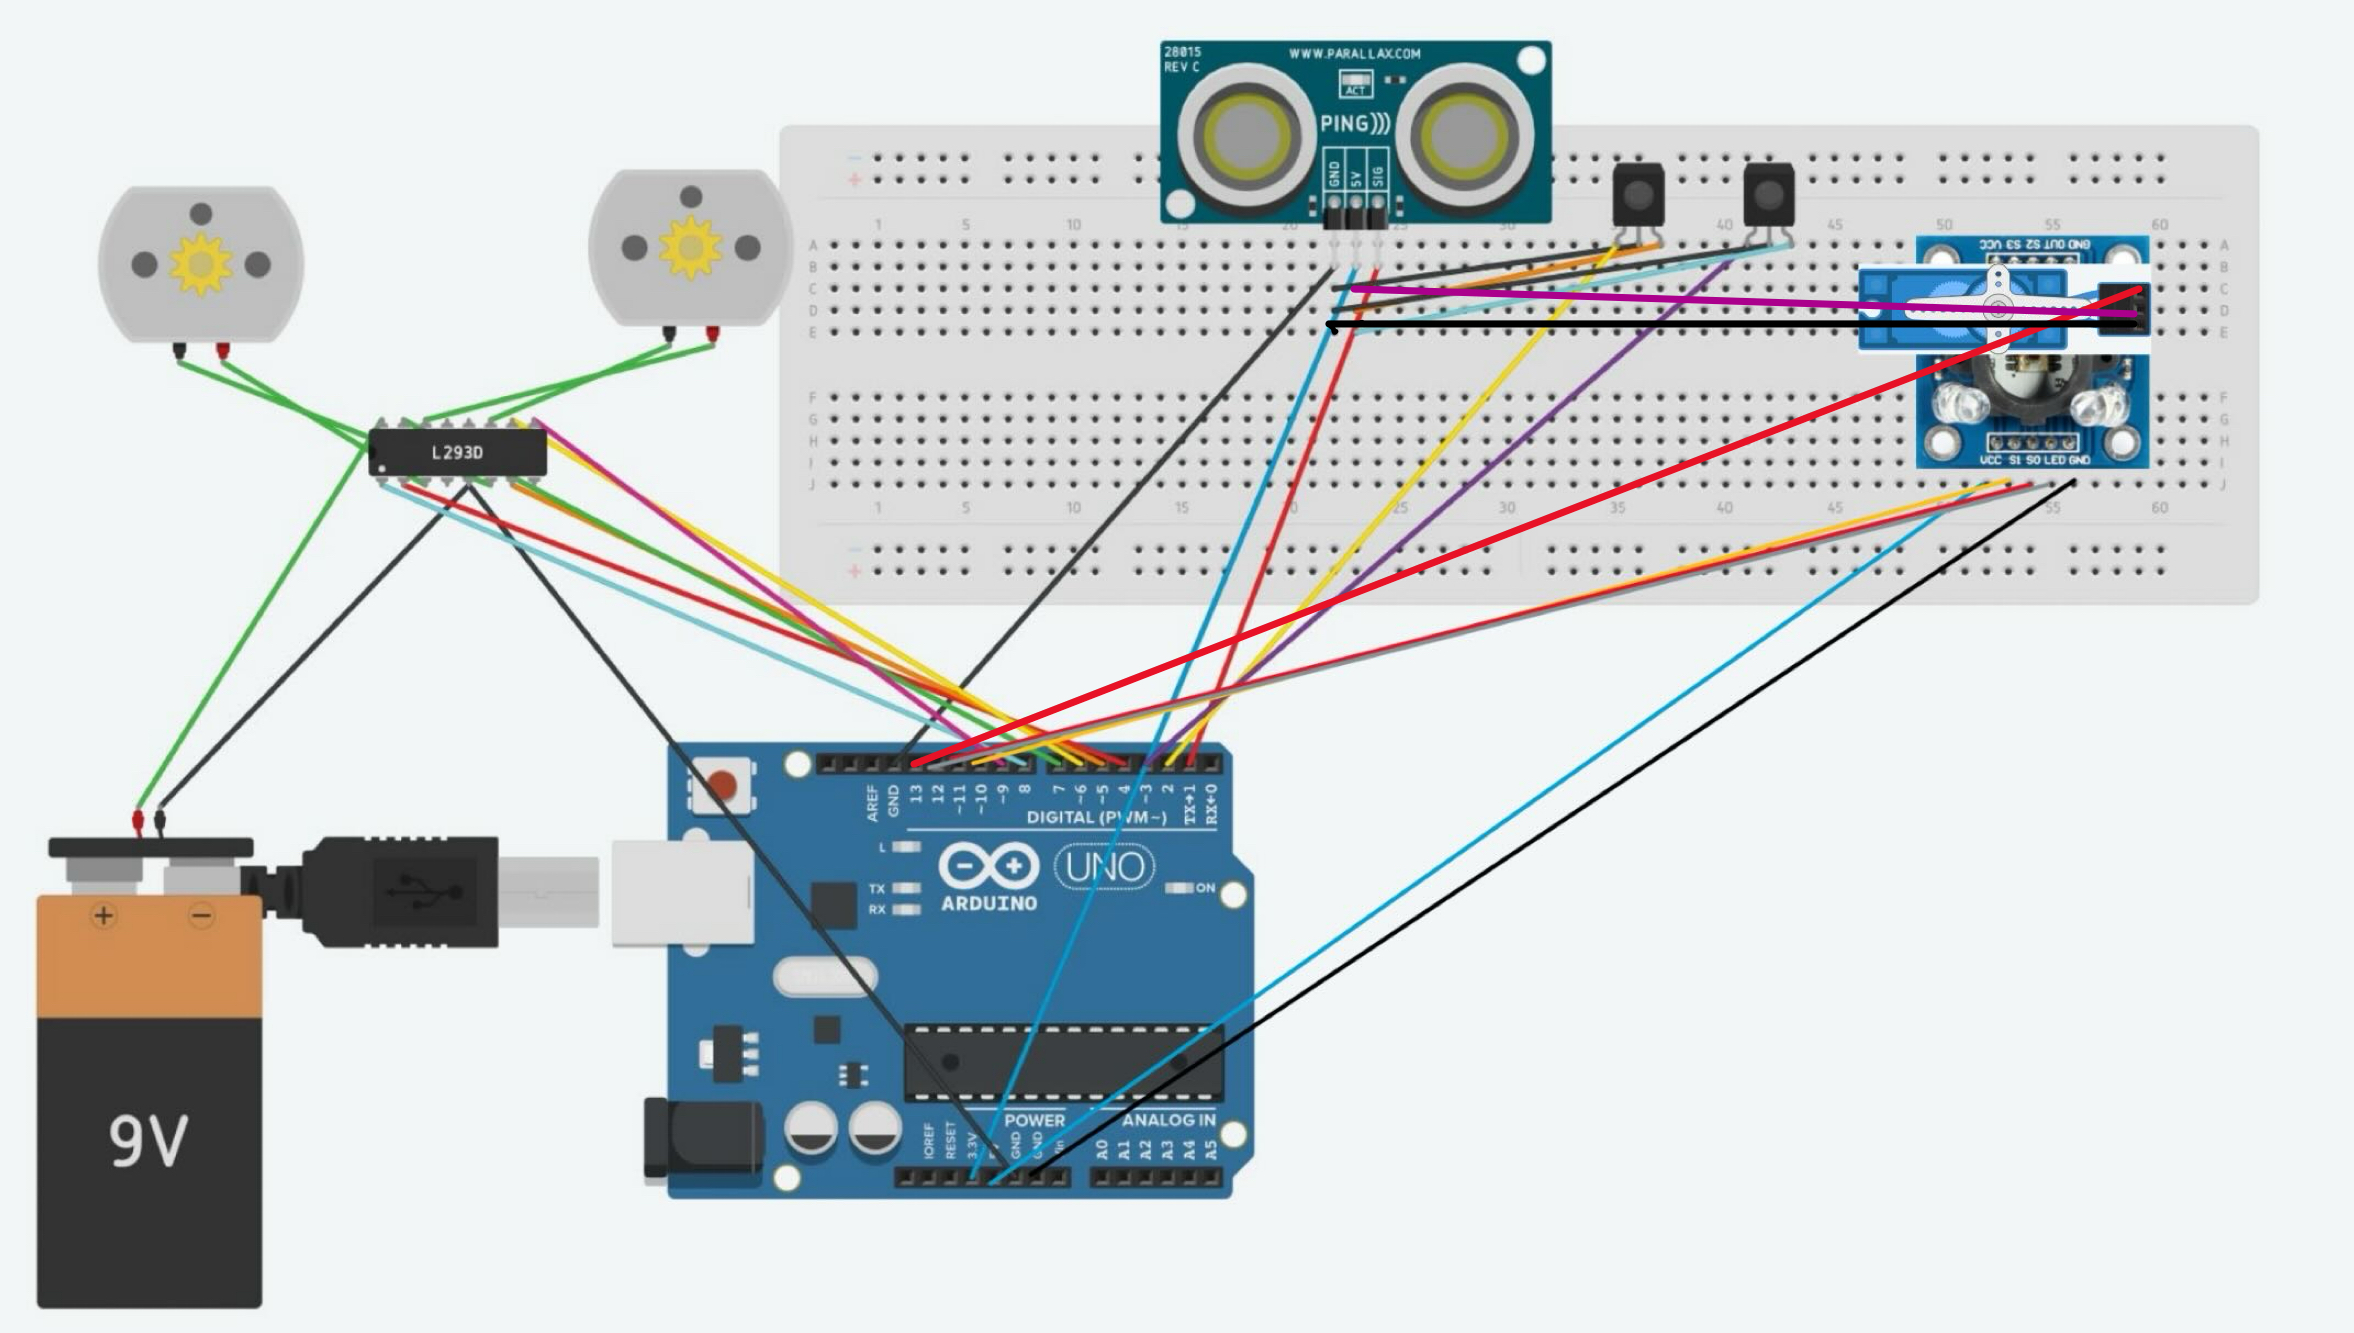 28015
REV C
WWW.PARALLAX.COM
ACT
PING)))
GND
5V
SIG
1 5 10 15 20 25 30 35 40 45 50 55 60
A
B
C
D
E
F
G
H
I
J
A
B
C
D
E
F
G
H
I
J
1 5 10 15 20 25 30 35 40 45 50 55 60
VCC S3 S2 OUT GND
VCC S1 S0 LED GND
L293D
AREF
GND
13
12
~11
~10
~9
8
7
~6
~5
4
~3
2
TX→1
RX←0
DIGITAL (PWM~)
L
TX
RX
UNO
ARDUINO
ON
POWER
ANALOG IN
IOREF
RESET
3.3V
GND
GND
A0
A1
A2
A3
A4
A5
+ −
9V